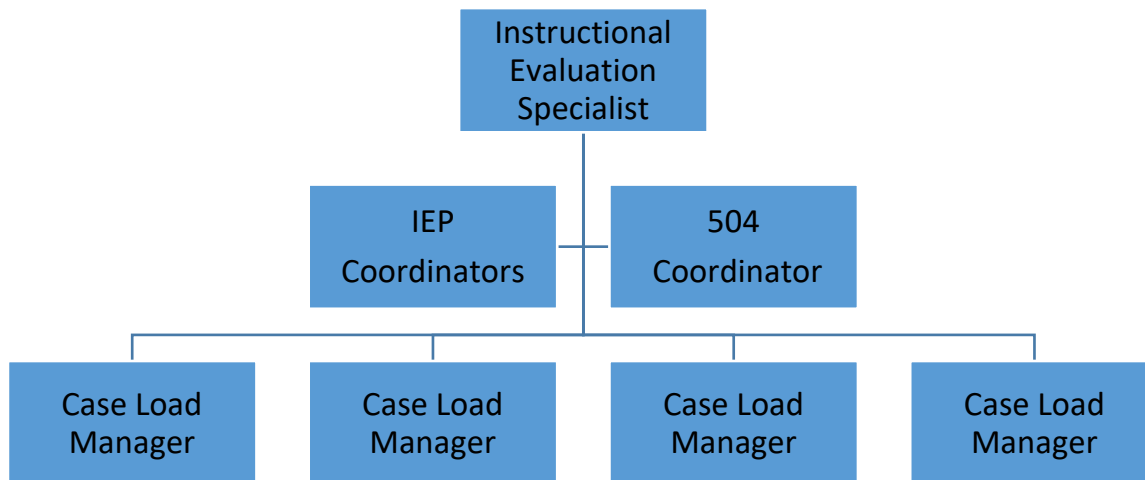 Instructional
Evaluation
Specialist
IEP
Coordinators
504
Coordinator
Case Load
Manager
Case Load
Manager
Case Load
Manager
Case Load
Manager